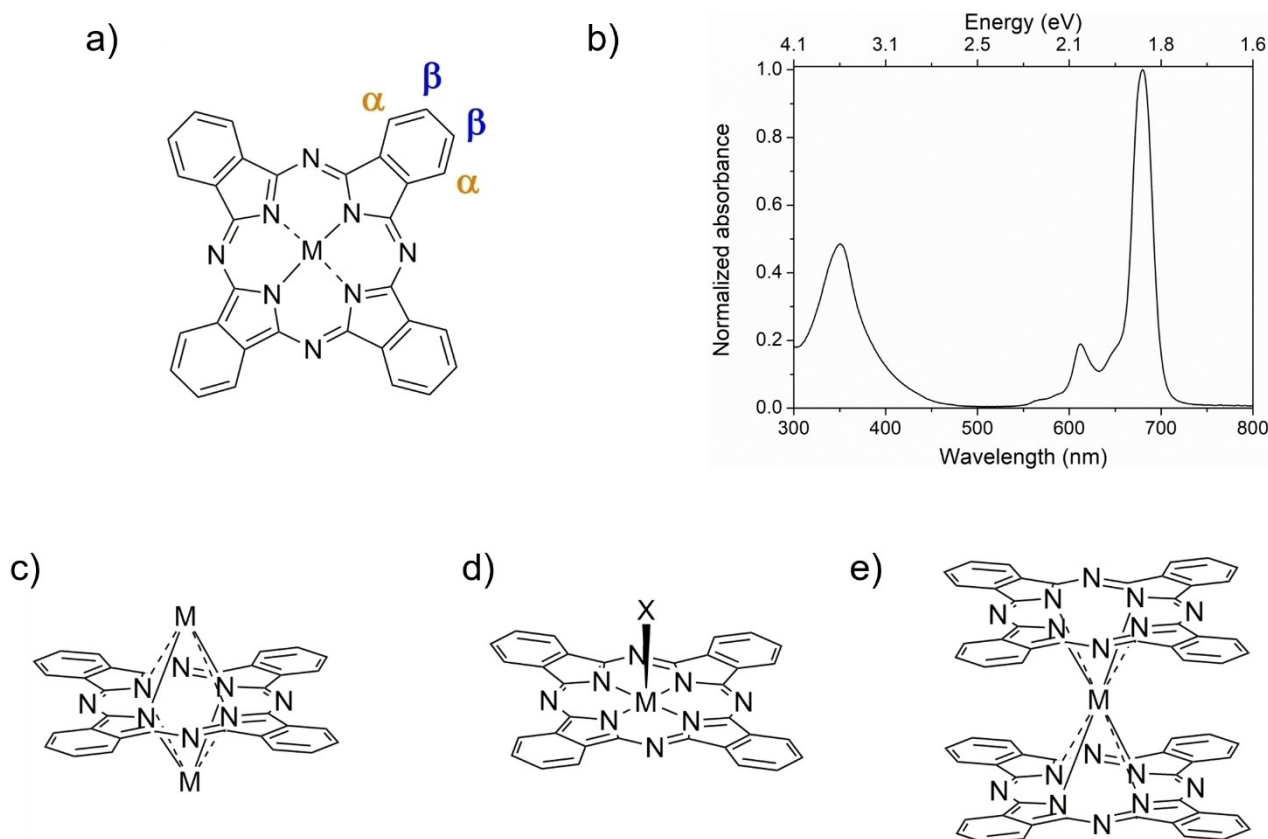 a)
α
β
β
α
N
N
N
N
M
N
N
N
N
b)
Energy (eV)
4.1 3.1 2.5 2.1 1.8 1.6
Normalized absorbance
1.0
0.8
0.6
0.4
0.2
0.0
300 400 500 600 700 800
Wavelength (nm)
c)
M
N
N
N
N
N
N
N
N
M
d)
X
N
N
N
N
M
N
N
N
N
N
e)
N
N
N
N
N
N
N
N
M
N
N
N
N
N
N
N
N